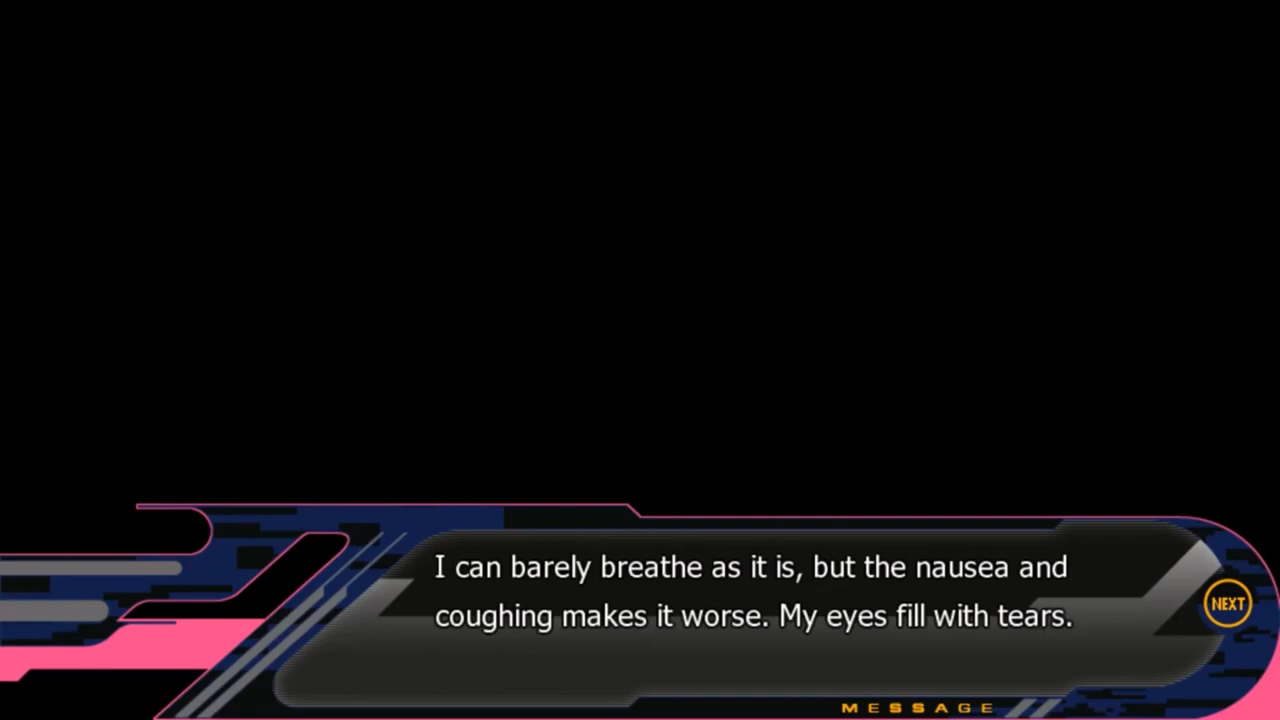 I can barely breathe as it is, but the nausea and
coughing makes it worse. My eyes fill with tears.
NEXT
MESSAGE